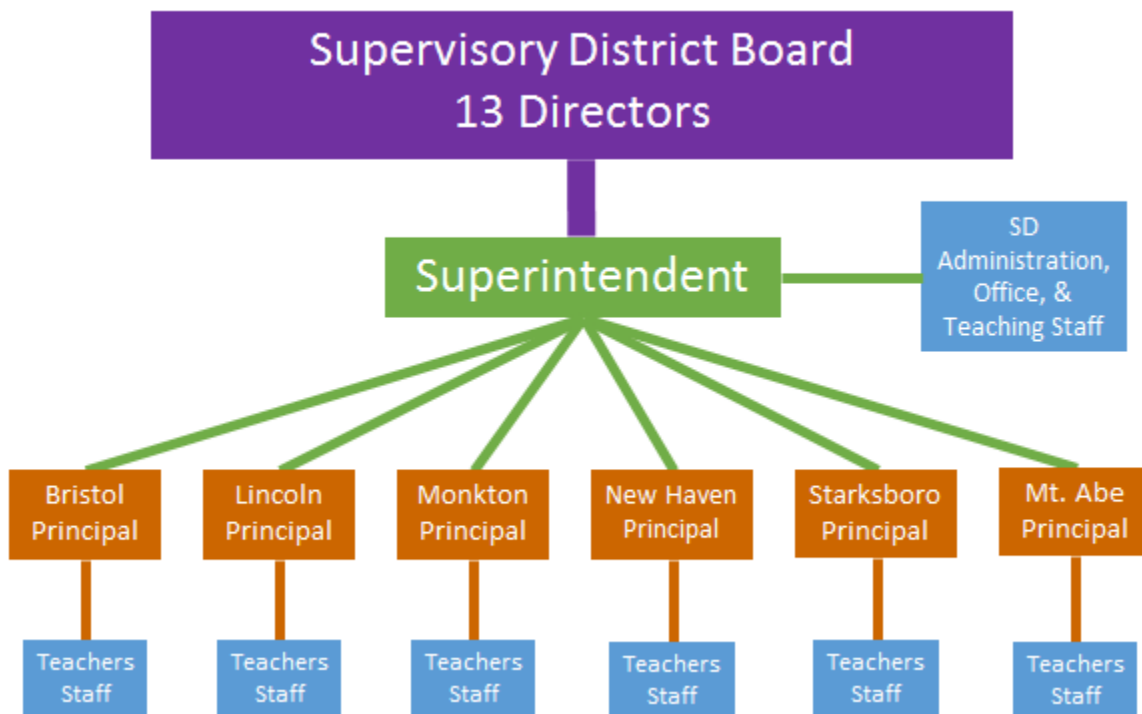 Supervisory District Board
13 Directors
Superintendent
SD
Administration,
Office, &
Teaching Staff
Bristol
Principal
Lincoln
Principal
Monkton
Principal
New Haven
Principal
Starksboro
Principal
Mt. Abe
Principal
Teachers
Staff
Teachers
Staff
Teachers
Staff
Teachers
Staff
Teachers
Staff
Teachers
Staff